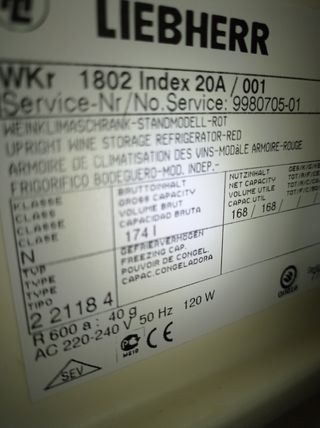 LIEBHERR
WKr 1802 Index 20A / 001
Service-Nr/No.Service: 9980705-01
WEINKLIMASCHRANK-STANDMODELL-ROT
UPRIGHT WINE STORAGE REFRIGERATOR-RED
ARMOIRE DE CLIMATISATION DES VINS-MODèLE ARMOIRE-ROUGE
FRIGORIFICO BODEGUERO-MOD. INDEP.-
KLASSE BRUTTOINHALT NUTZINHALT
CLASS GROSS CAPACITY NET CAPACITY
CLASSE VOLUME BRUT VOLUME UTILE
CLASE CAPACIDAD BRUTA CAPAC.UTIL
N 174 l 168 / 168 /
TYP GEFRIERVERMÖGEN
TYPE FREEZING CAP.
TYPE POUVOIR DE CONGEL.
TIPO CAPAC.CONGELADORA
2 2118 4
R 600 a : 40 g
AC 220-240 V 50 Hz 120 W
SEV